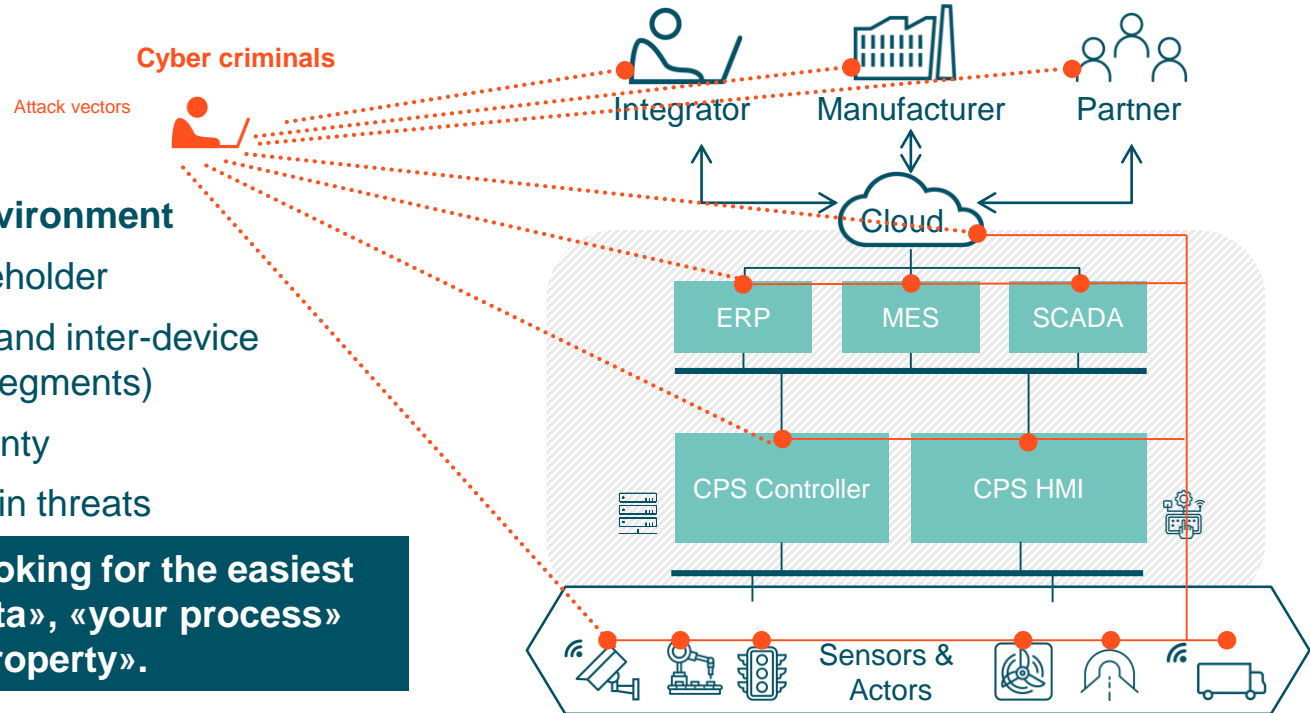 Cyber criminals
Attack vectors
Integrator
Manufacturer
Partner
Cloud
vironment
eholder
and inter-device
egments)
nty
in threats
oking for the easiest
ta», «your process»
roperty».
ERP
MES
SCADA
CPS Controller
CPS HMI
Sensors &
Actors